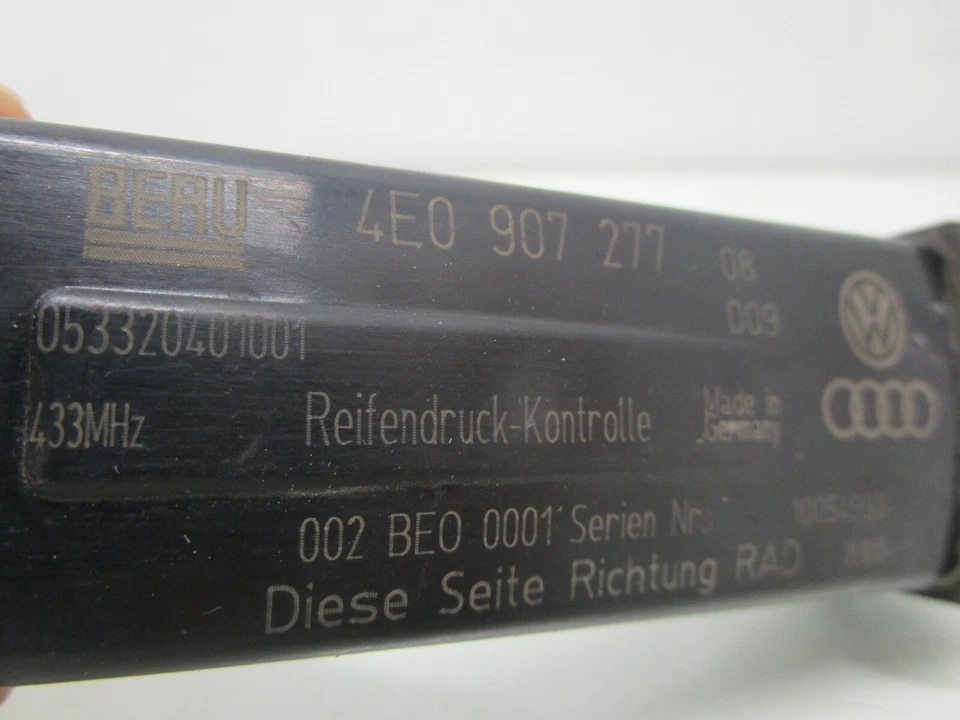 BERU 4E0 907 277 08
009
053320401001
433MHz Reifendruck-Kontrolle Made in
Germany
002 BE0 0001 Serien Nr.
Diese Seite Richtung RAD